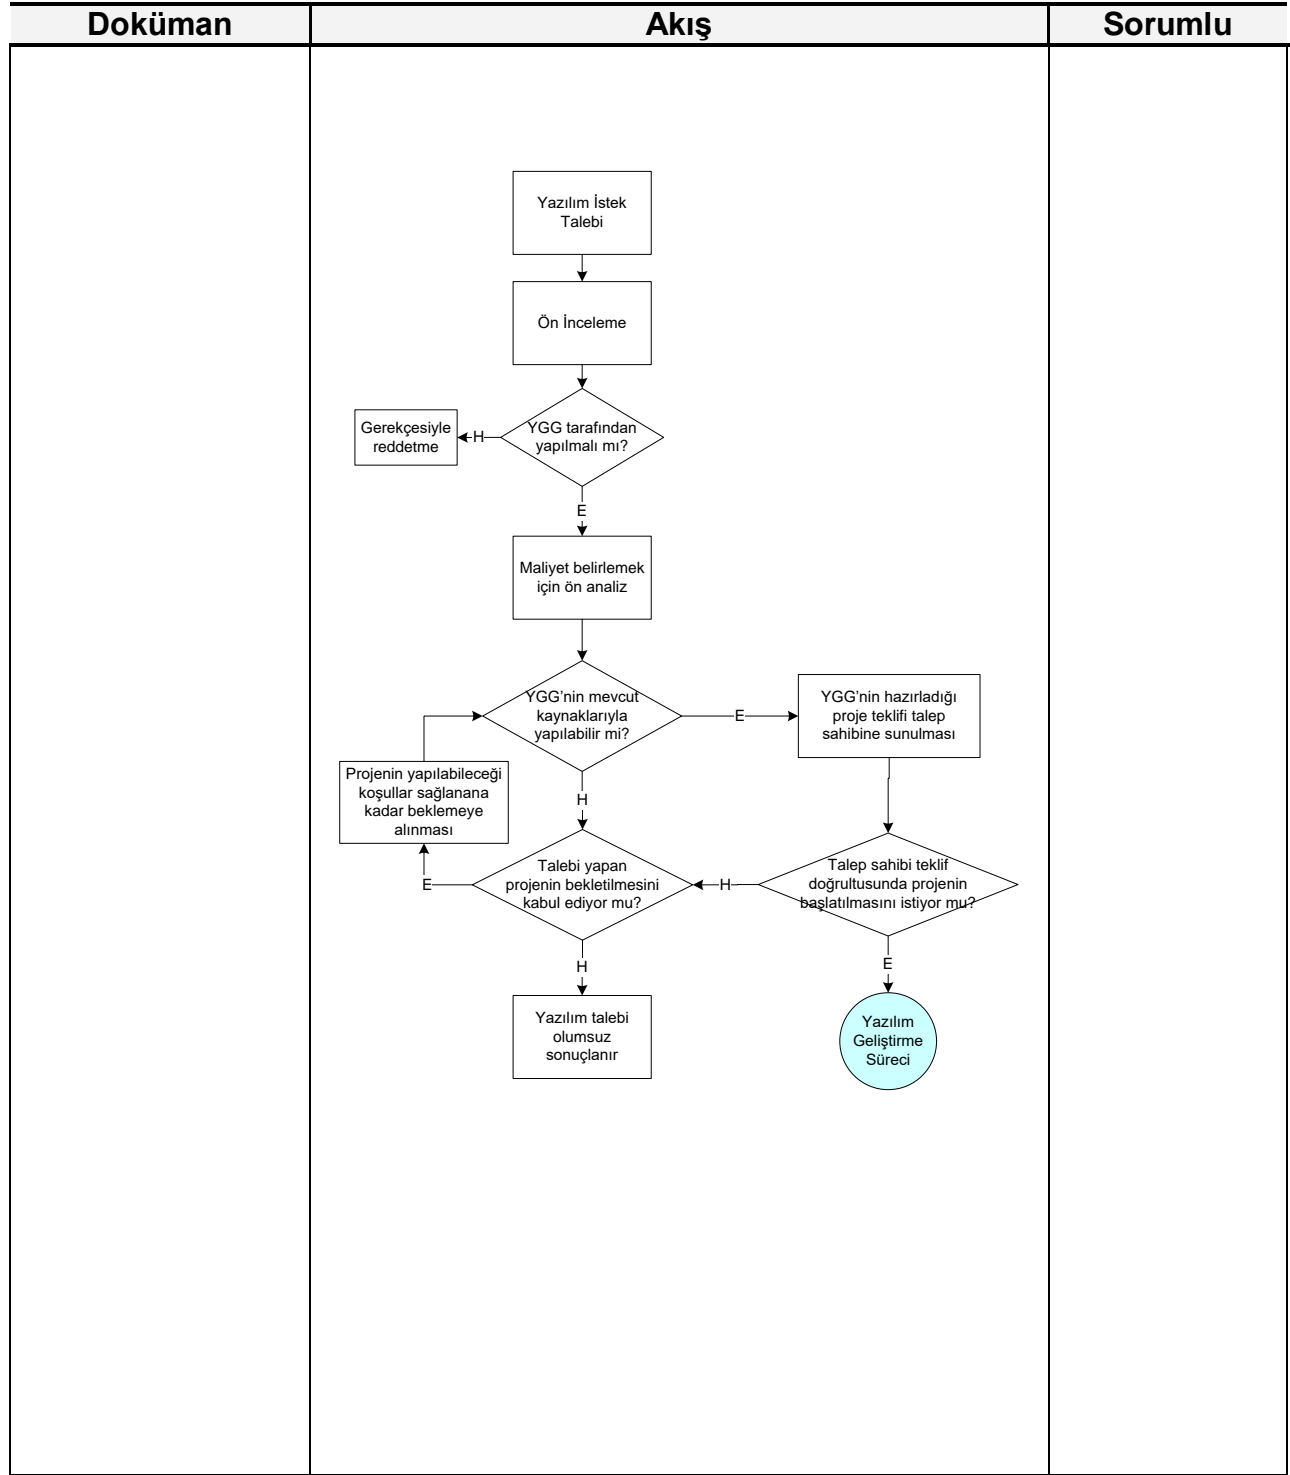 Doküman
Akış
Sorumlu
Yazılım İstek
Talebi
Ön İnceleme
YGG tarafından
yapılmalı mı?
H
Gerekçesiyle
reddetme
E
Maliyet belirlemek
için ön analiz
YGG’nin mevcut
kaynaklarıyla
yapılabilir mi?
E
YGG’nin hazırladığı
proje teklifi talep
sahibine sunulması
Projenin yapılabileceği
koşullar sağlanana
kadar beklemeye
alınması
H
Talebi yapan
projenin bekletilmesini
kabul ediyor mu?
E
H
Talep sahibi teklif
doğrultusunda projenin
başlatılmasını istiyor mu?
H
E
Yazılım talebi
olumsuz
sonuçlanır
Yazılım
Geliştirme
Süreci